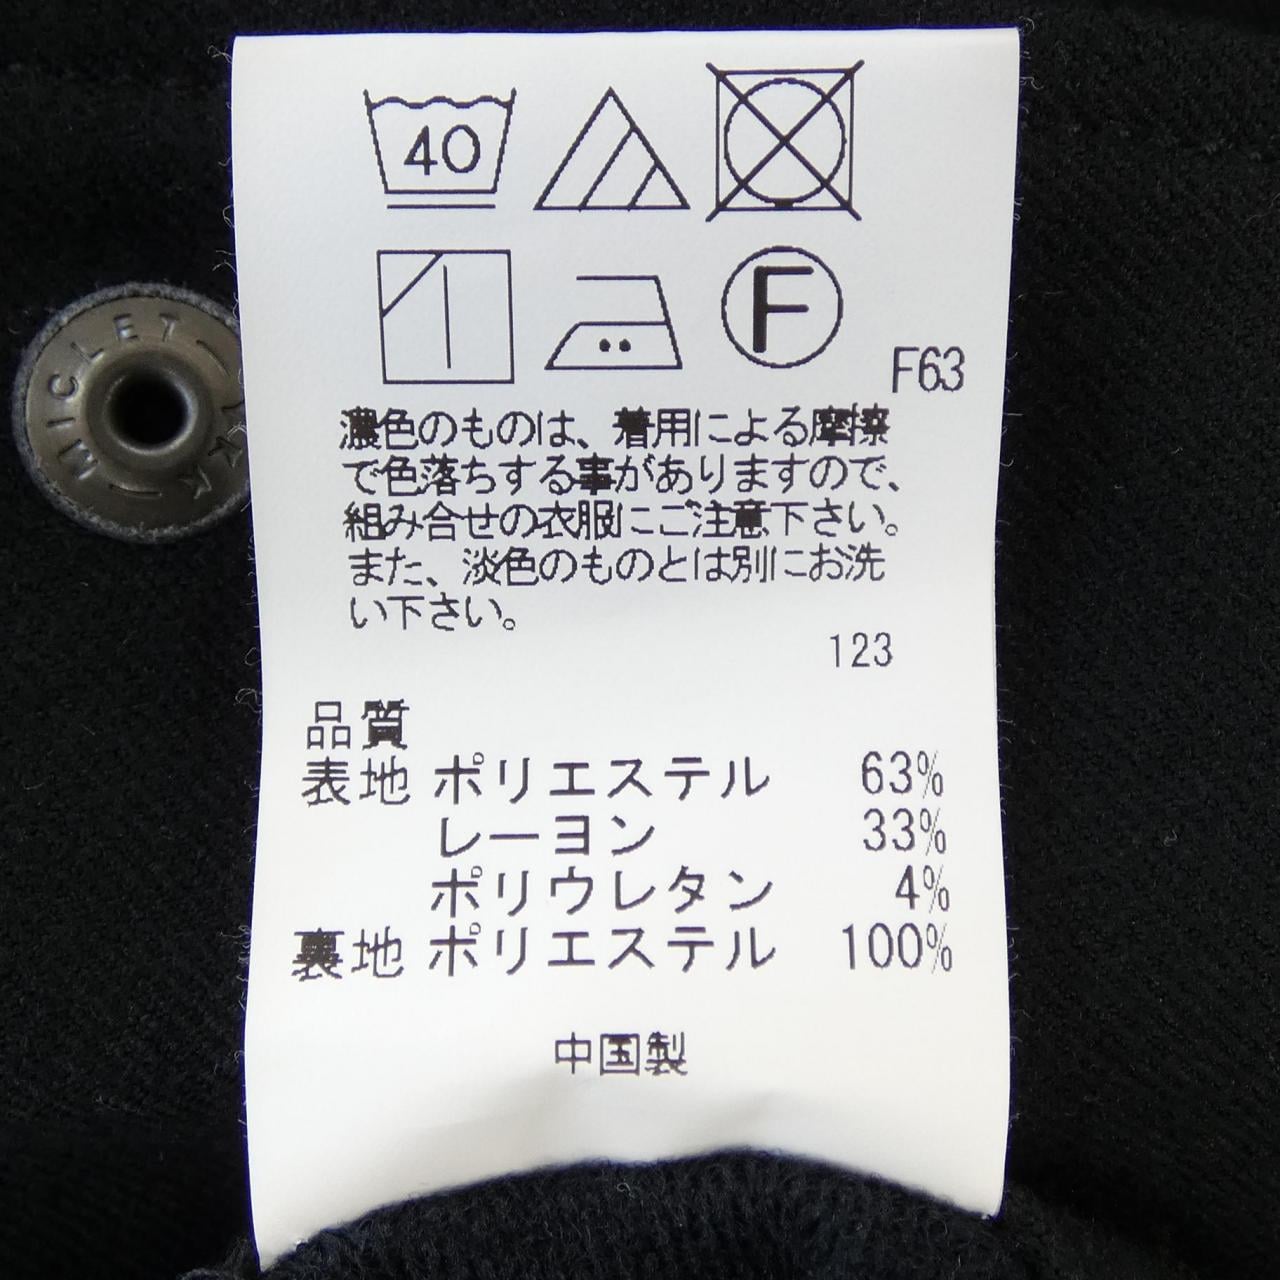 40
F
F63
濃色のものは、着用による摩擦
で色落ちする事がありますので、
組み合せの衣服にご注意下さい。
また、淡色のものとは別にお洗
い下さい。
123
品質
表地 ポリエステル 63%
レーヨン 33%
ポリウレタン 4%
裏地 ポリエステル 100%
中国製
MICLET
YKK